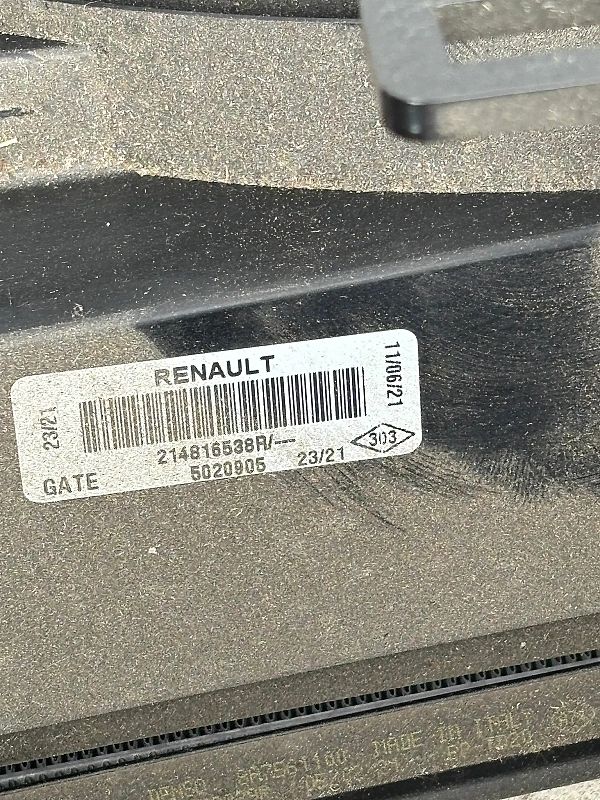 RENAULT
23/21
11/06/21
214816538R/---
303
GATE
5020905
23/21
MADE IN ITALY